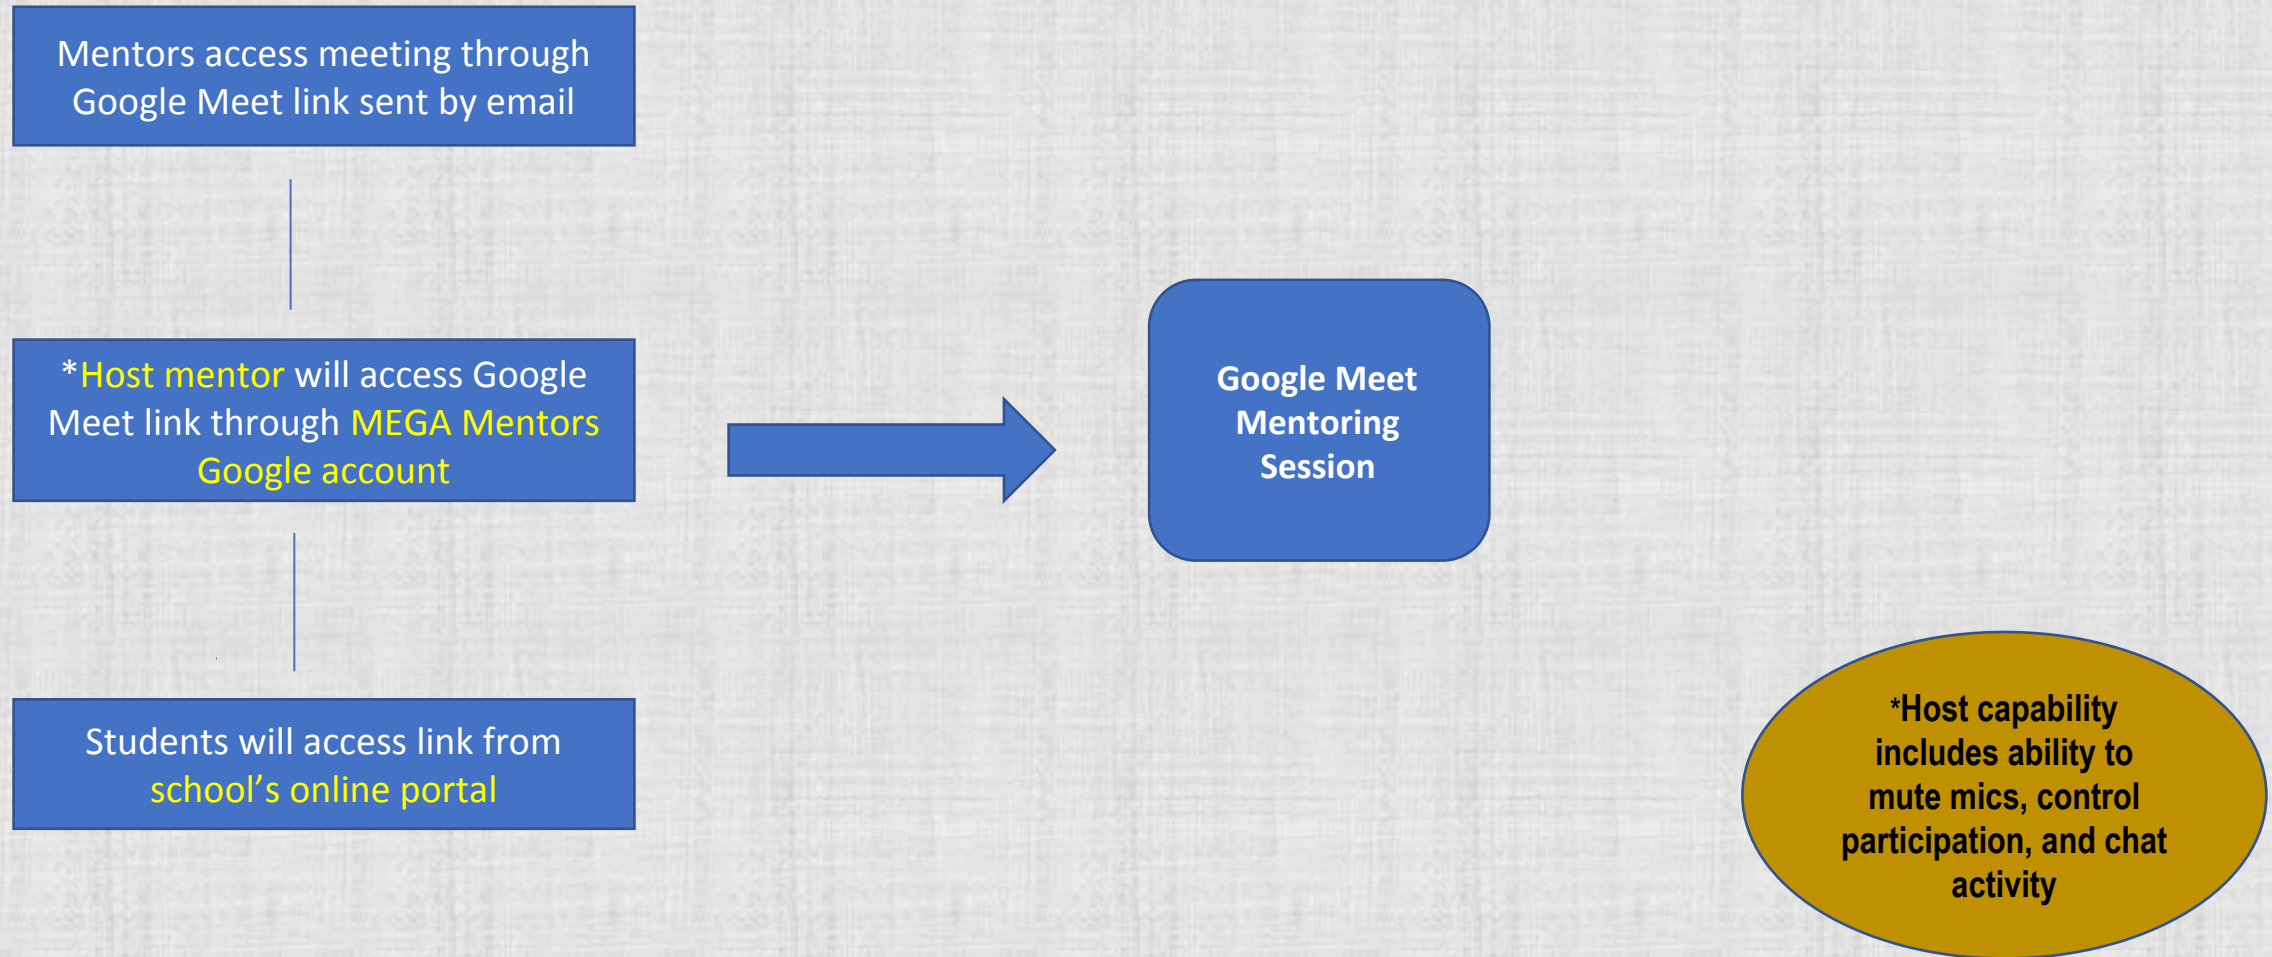 Mentors access meeting through
Google Meet link sent by email
*Host mentor will access Google
Meet link through MEGA Mentors
Google account
Students will access link from
school’s online portal
Google Meet
Mentoring
Session
*Host capability
includes ability to
mute mics, control
participation, and chat
activity